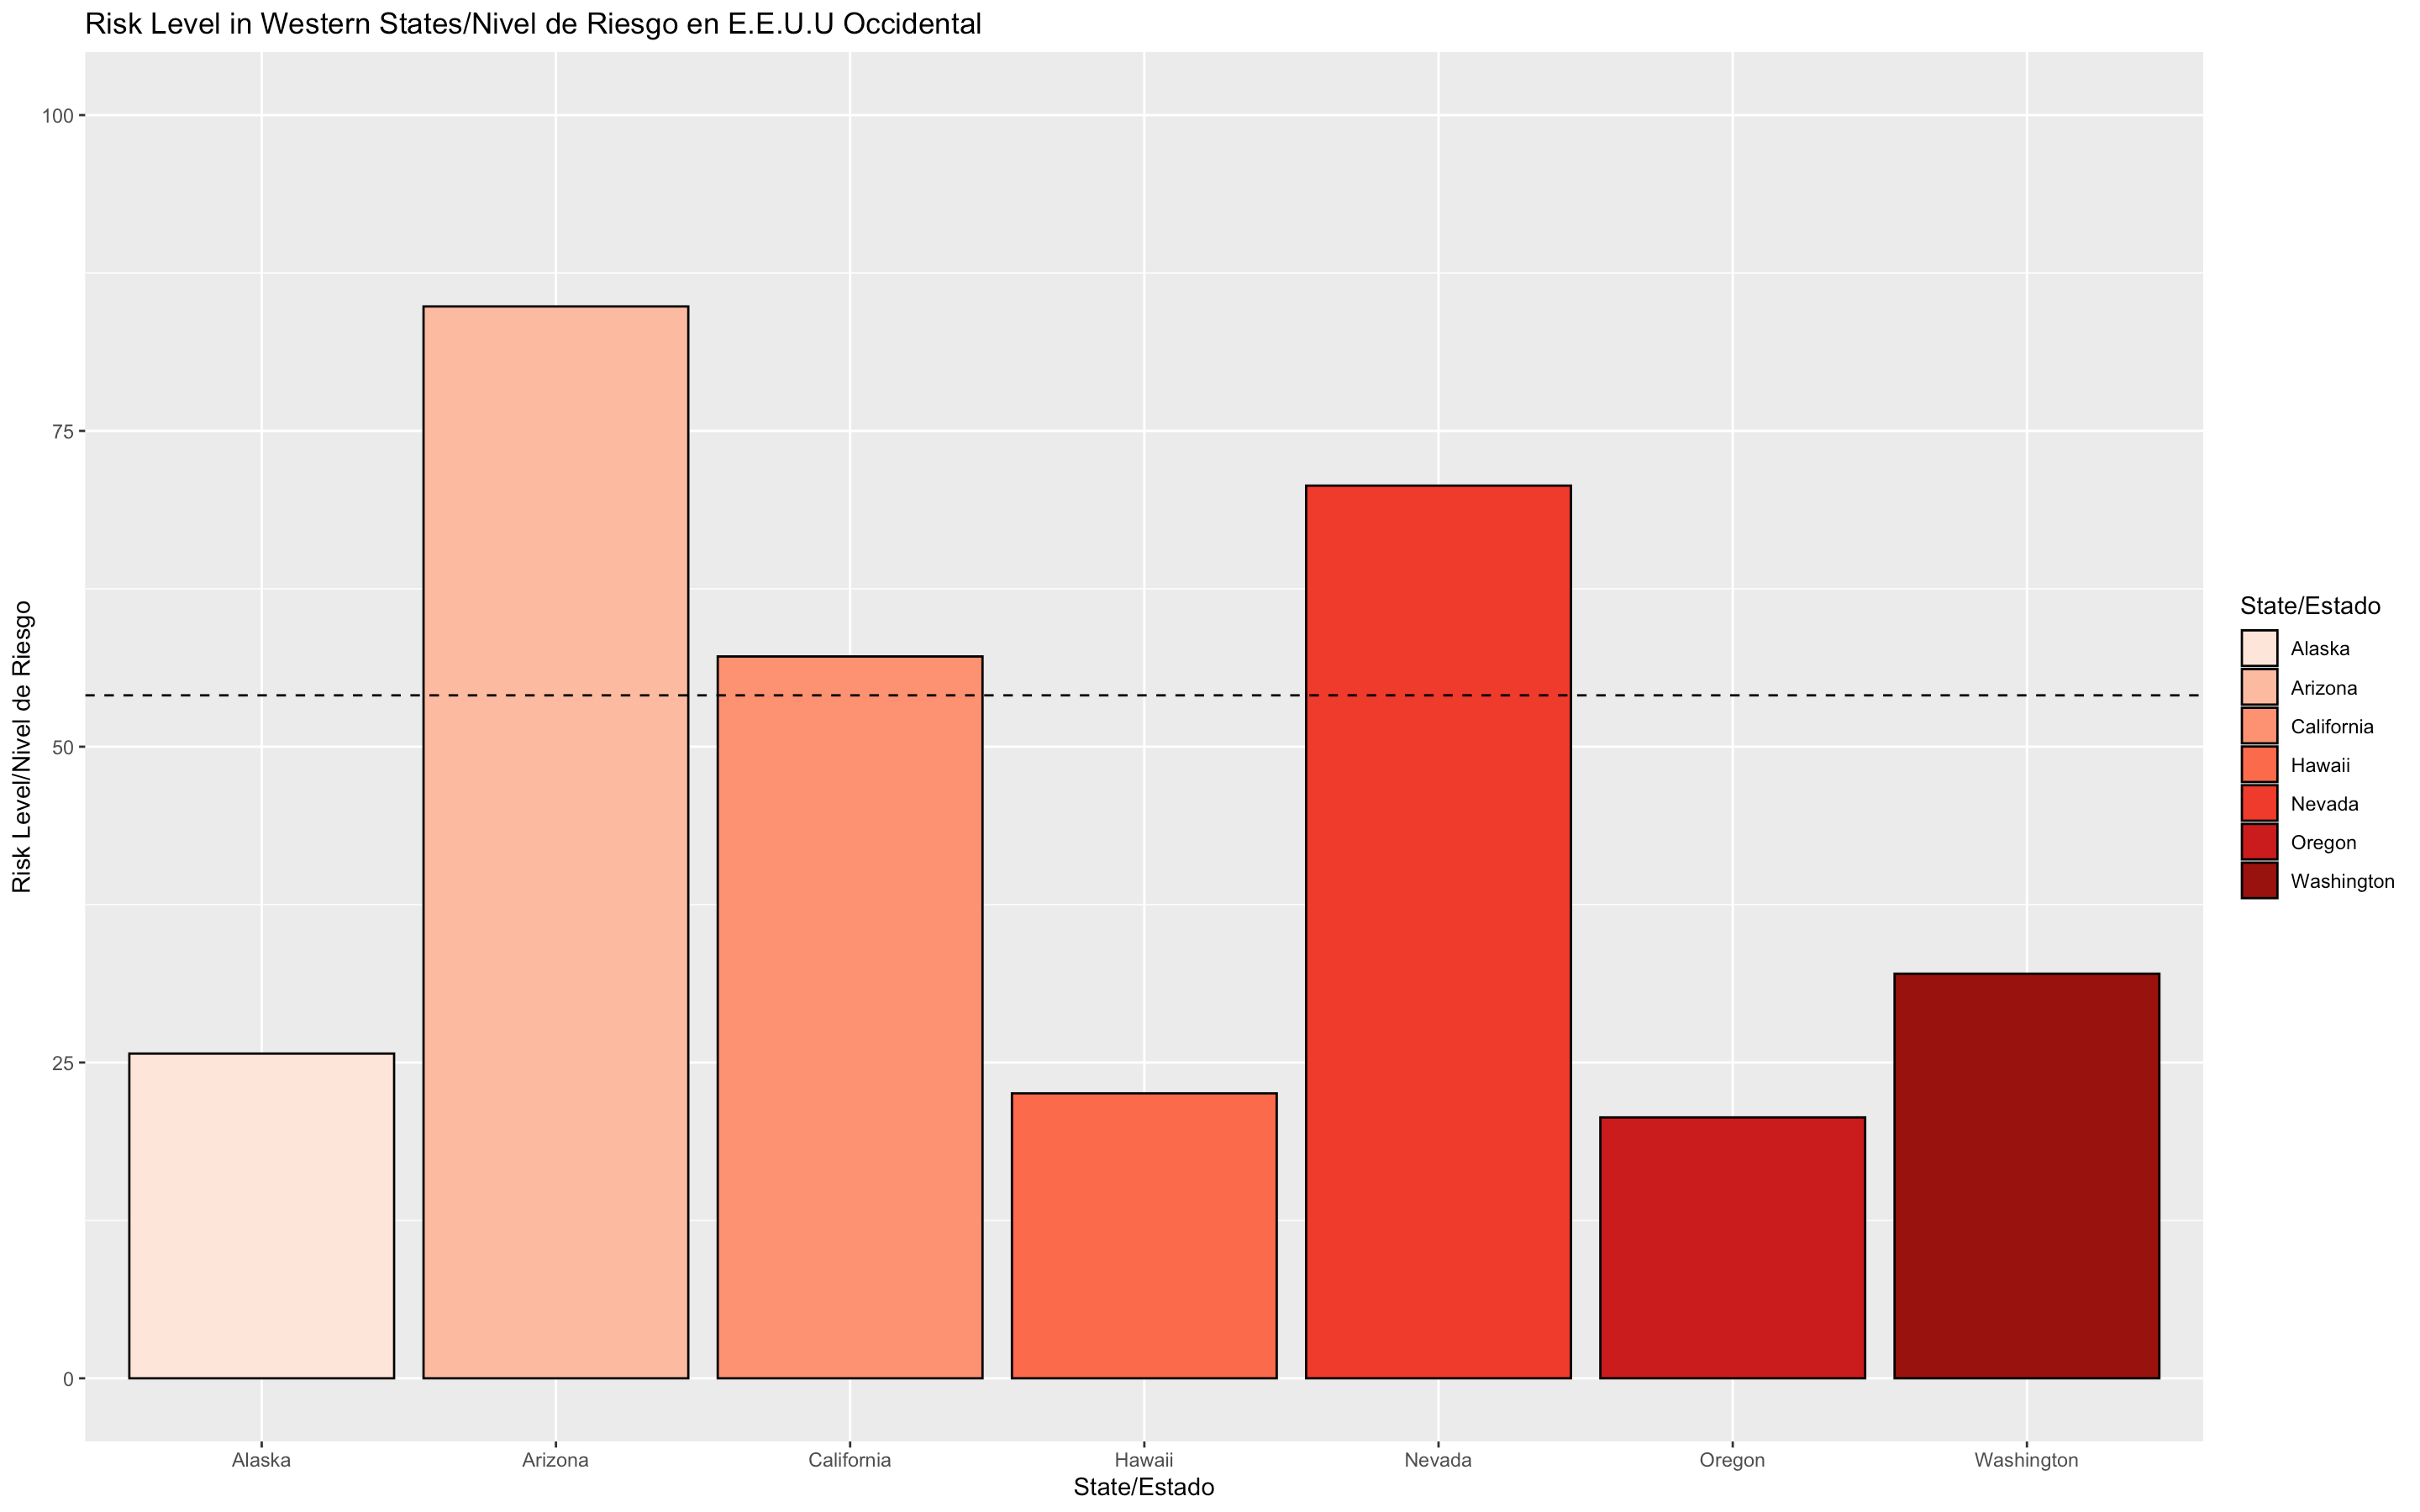 Risk Level in Western States/Nivel de Riesgo en E.E.U.U Occidental
Risk Level/Nivel de Riesgo
100
75
50
25
0
Alaska
Arizona
California
Hawaii
Nevada
Oregon
Washington
State/Estado
State/Estado
Alaska
Arizona
California
Hawaii
Nevada
Oregon
Washington